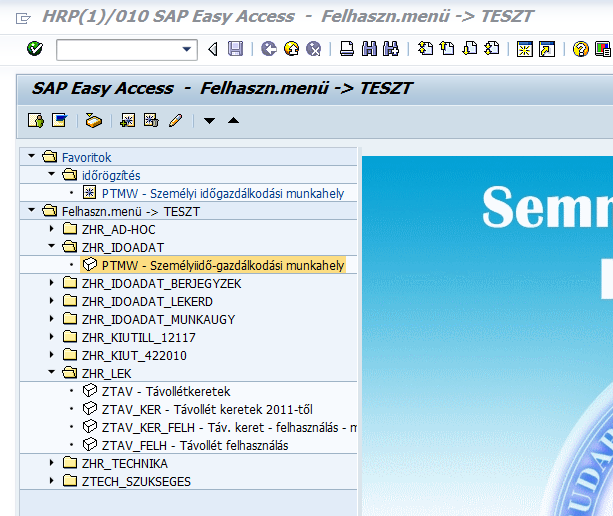 HRP(1)/010 SAP Easy Access - Felhaszn.menü -> TESZT
SAP Easy Access - Felhaszn.menü -> TESZT
Favoritok
időrögzítés
PTMW - Személyi időgazdálkodási munkahely
Felhaszn.menü -> TESZT
ZHR_AD-HOC
ZHR_IDOADAT
PTMW - Személyiidő-gazdálkodási munkahely
ZHR_IDOADAT_BERJEGYZEK
ZHR_IDOADAT_LEKERD
ZHR_IDOADAT_MUNKAUGY
ZHR_KIUTILL_12117
ZHR_KIUT_422010
ZHR_LEK
ZTAV - Távollétkeretek
ZTAV_KER - Távollét keretek 2011-től
ZTAV_KER_FELH - Táv. keret - felhasználás - m
ZTAV_FELH - Távollét felhasználás
ZHR_TECHNIKA
ZTECH_SZUKSEGES
Semm
UDAP